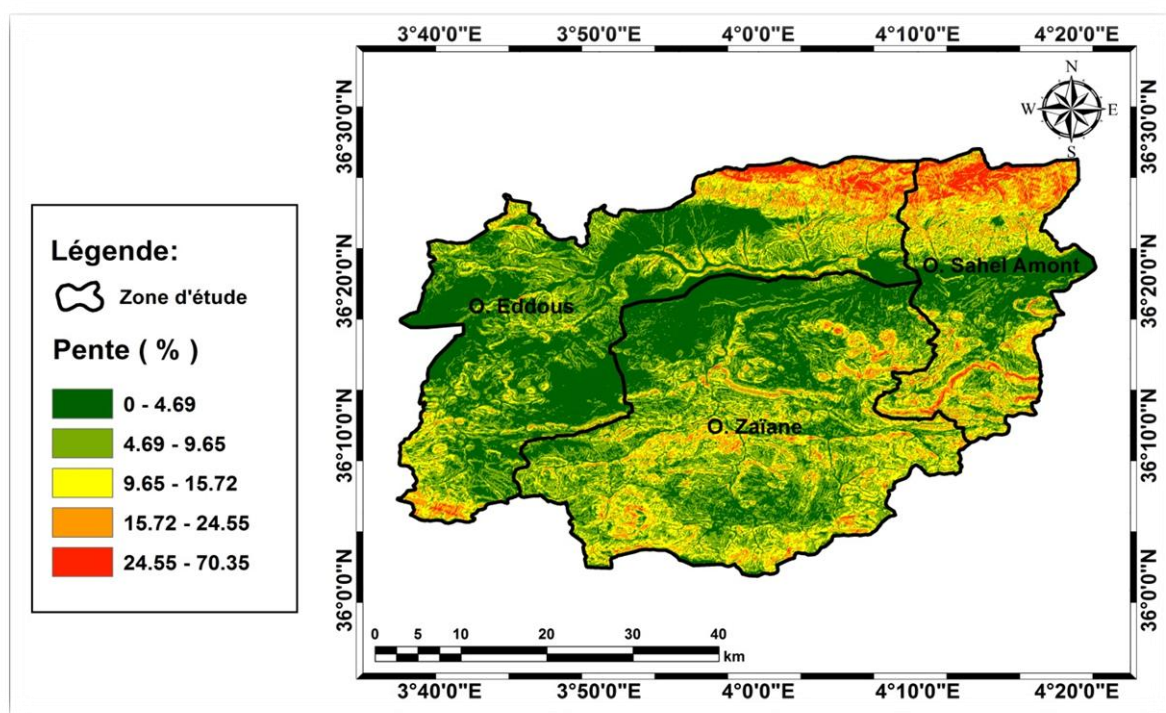 3°40'0"E 3°50'0"E 4°0'0"E 4°10'0"E 4°20'0"E
N
W E
S
36°30'0"N 36°30'0"N
36°20'0"N 36°20'0"N
36°10'0"N 36°10'0"N
36°0'0"N 36°0'0"N
O. Sahel Amont
O. Eddous
O. Zaïane
Légende:
Zone d'étude
Pente ( % )
0 - 4.69
4.69 - 9.65
9.65 - 15.72
15.72 - 24.55
24.55 - 70.35
0 5 10 20 30 40
km
3°40'0"E 3°50'0"E 4°0'0"E 4°10'0"E 4°20'0"E